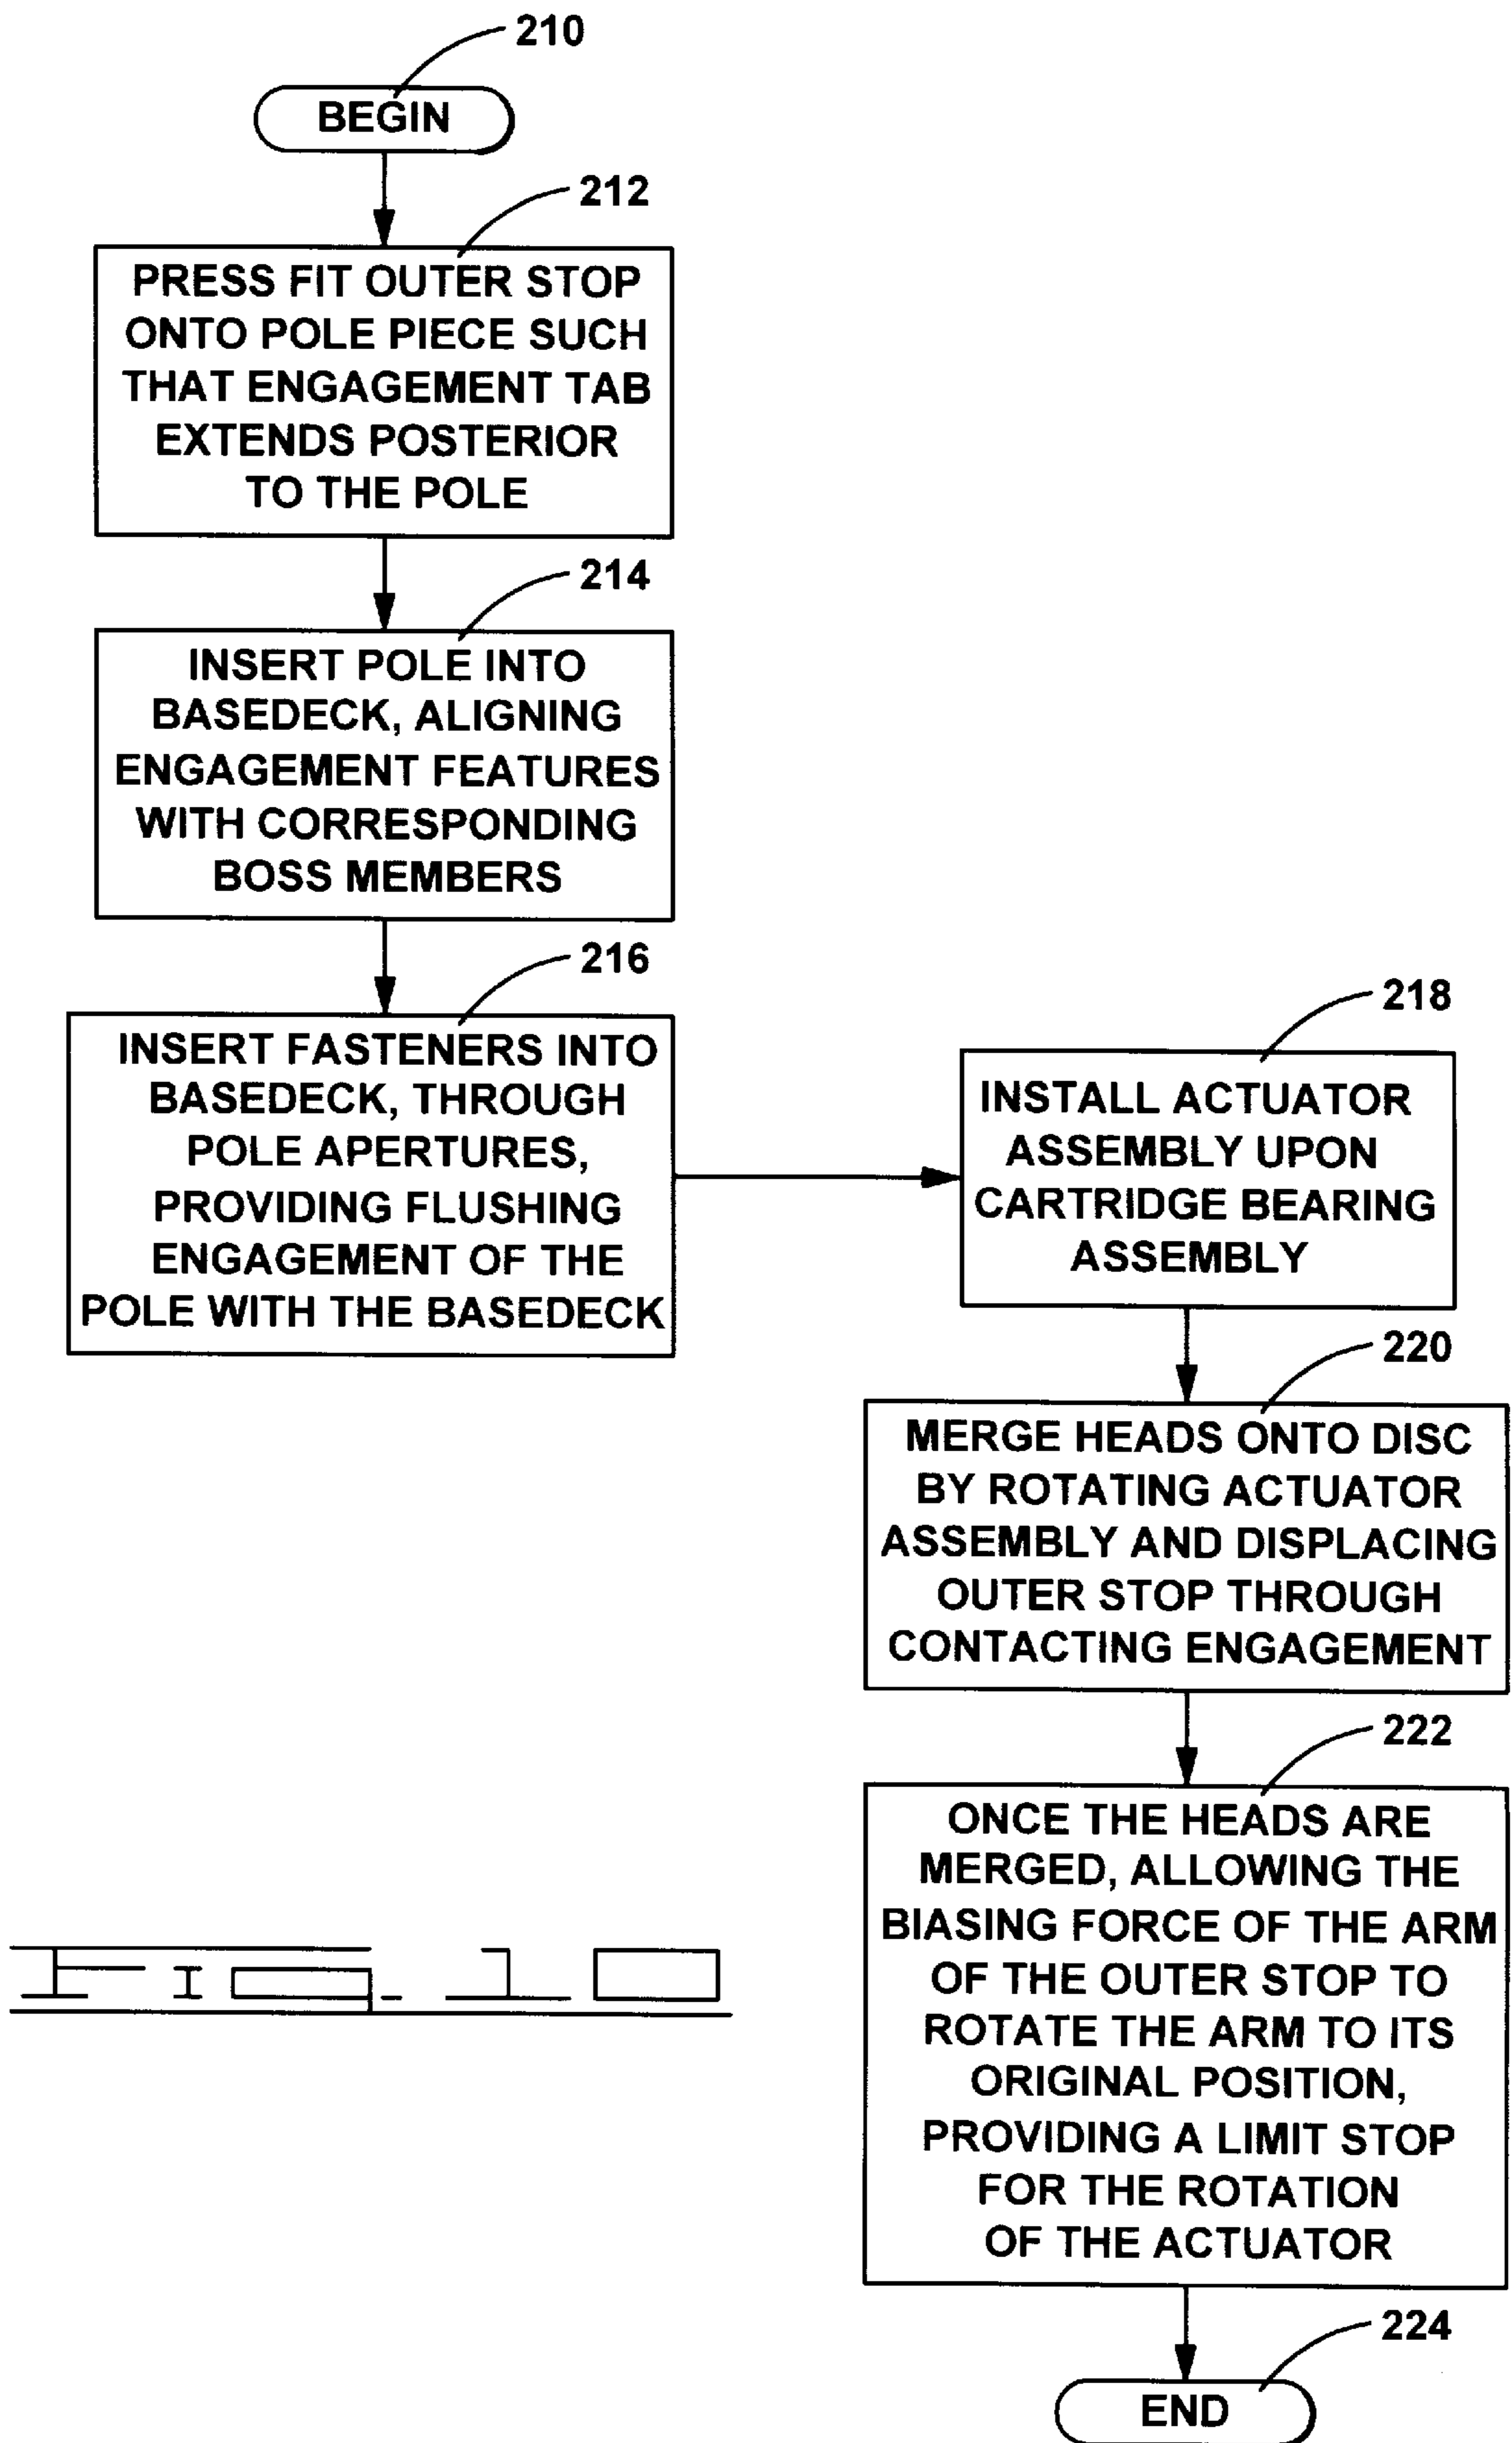 210
BEGIN
212
PRESS FIT OUTER STOP
ONTO POLE PIECE SUCH
THAT ENGAGEMENT TAB
EXTENDS POSTERIOR
TO THE POLE
214
INSERT POLE INTO
BASEDECK, ALIGNING
ENGAGEMENT FEATURES
WITH CORRESPONDING
BOSS MEMBERS
216
INSERT FASTENERS INTO
BASEDECK, THROUGH
POLE APERTURES,
PROVIDING FLUSHING
ENGAGEMENT OF THE
POLE WITH THE BASEDECK
218
INSTALL ACTUATOR
ASSEMBLY UPON
CARTRIDGE BEARING
ASSEMBLY
220
MERGE HEADS ONTO DISC
BY ROTATING ACTUATOR
ASSEMBLY AND DISPLACING
OUTER STOP THROUGH
CONTACTING ENGAGEMENT
222
ONCE THE HEADS ARE
MERGED, ALLOWING THE
BIASING FORCE OF THE ARM
OF THE OUTER STOP TO
ROTATE THE ARM TO ITS
ORIGINAL POSITION,
PROVIDING A LIMIT STOP
FOR THE ROTATION
OF THE ACTUATOR
224
END